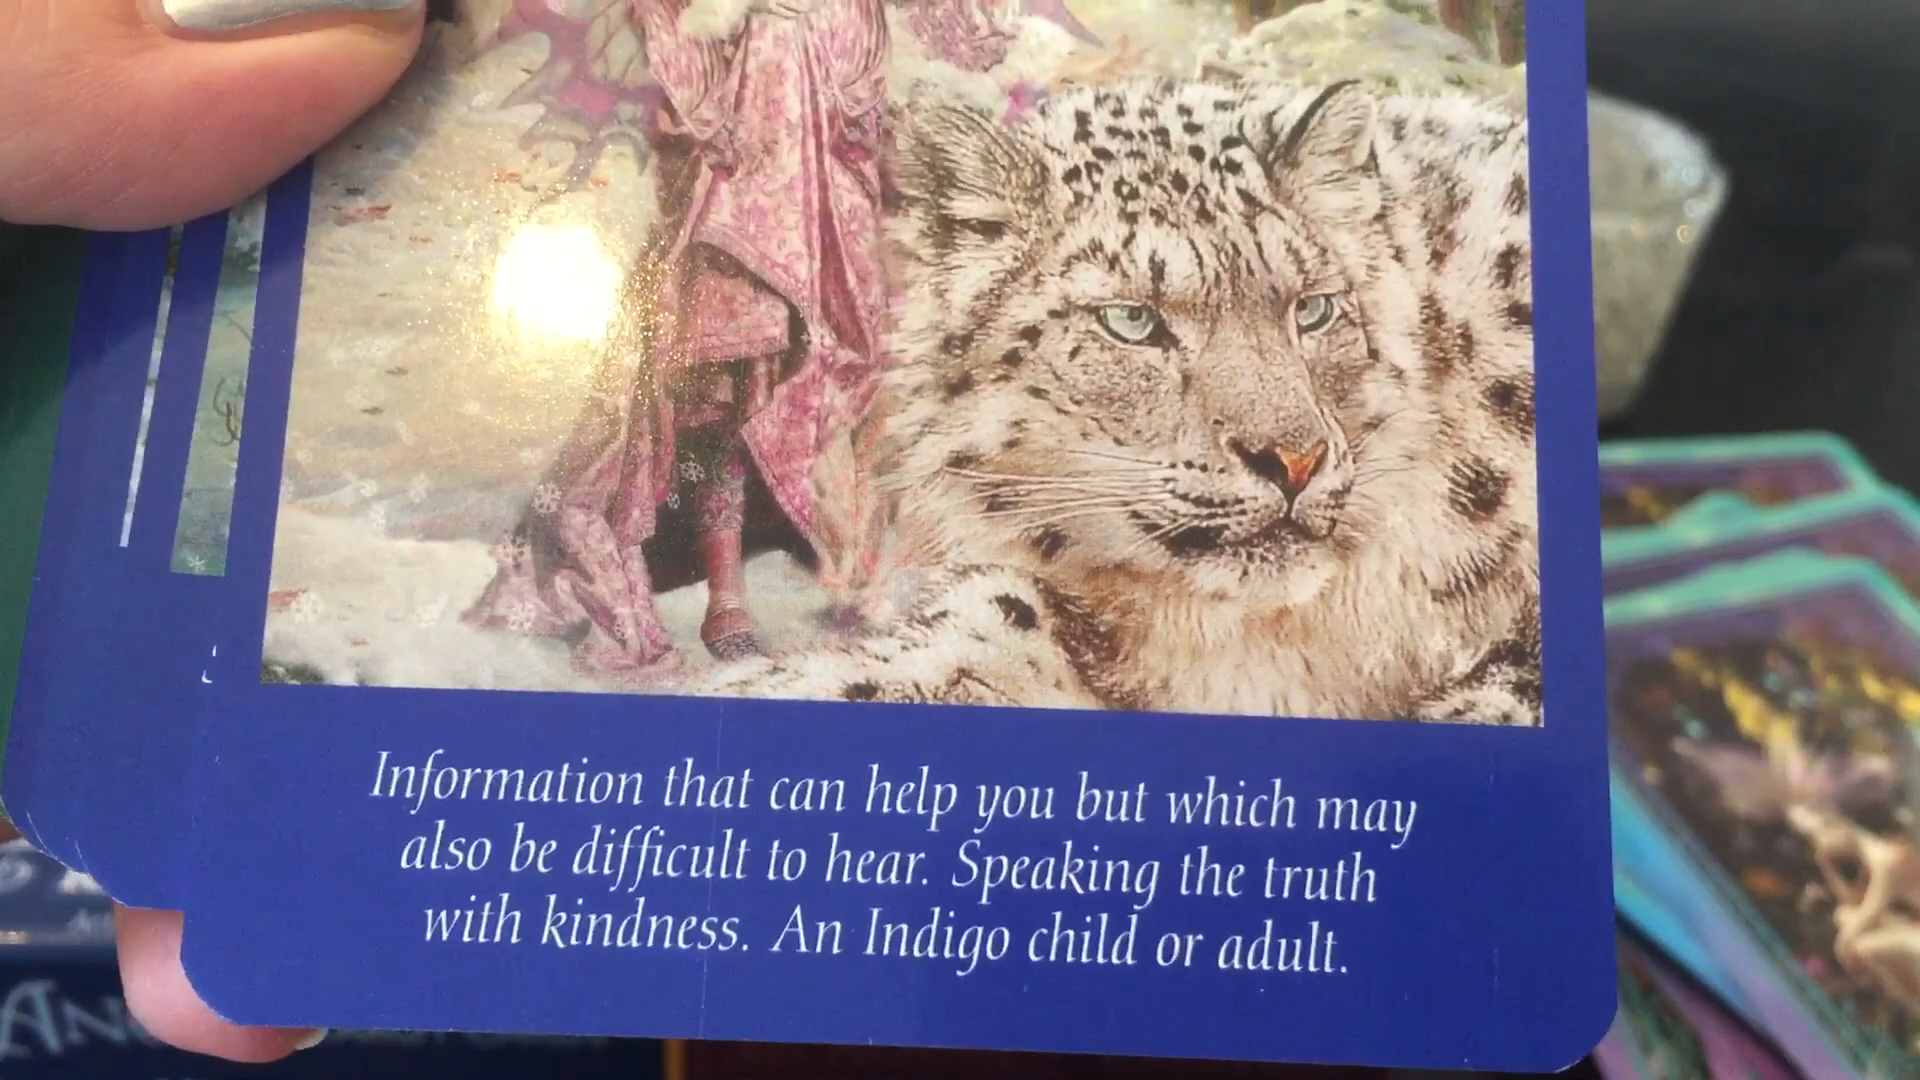 Information that can help you but which may
also be difficult to hear. Speaking the truth
with kindness. An Indigo child or adult.